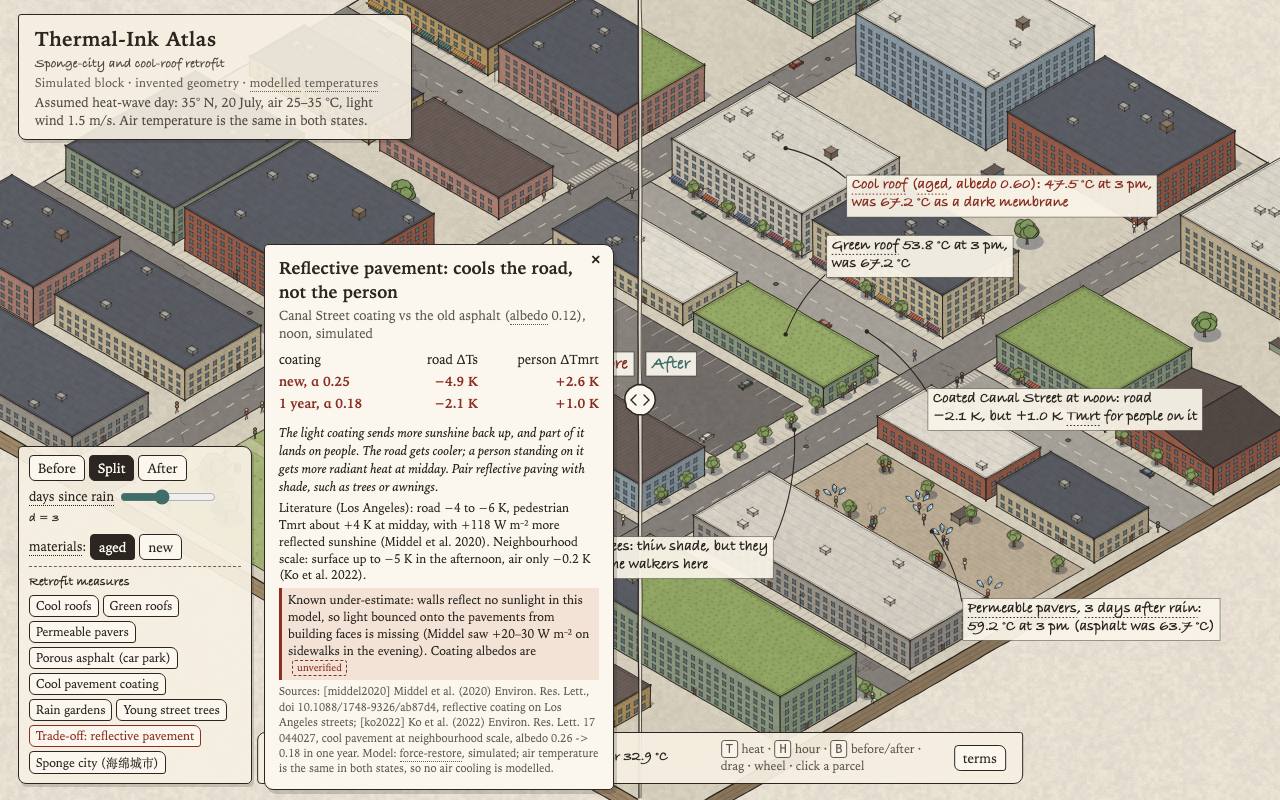 Thermal-Ink Atlas
Sponge-city and cool-roof retrofit
Simulated block · invented geometry · modelled temperatures
Assumed heat-wave day: 35° N, 20 July, air 25–35 °C, light
wind 1.5 m/s. Air temperature is the same in both states.
Cool roof (aged, albedo 0.60): 47.5 °C at 3 pm,
was 67.2 °C as a dark membrane
Green roof 53.8 °C at 3 pm,
was 67.2 °C
After
Coated Canal Street at noon: road
−2.1 K, but +1.0 K Tmrt for people on it
thin shade, but they
walkers here
Permeable pavers, 3 days after rain:
59.2 °C at 3 pm (asphalt was 63.7 °C)
×
Reflective pavement: cools the road,
not the person
Canal Street coating vs the old asphalt (albedo 0.12),
noon, simulated
coating road ΔTs person ΔTmrt
new, α 0.25 −4.9 K +2.6 K
1 year, α 0.18 −2.1 K +1.0 K
The light coating sends more sunshine back up, and part of it
lands on people. The road gets cooler; a person standing on it
gets more radiant heat at midday. Pair reflective paving with
shade, such as trees or awnings.
Literature (Los Angeles): road −4 to −6 K, pedestrian
Tmrt about +4 K at midday, with +118 W m⁻² more
reflected sunshine (Middel et al. 2020). Neighbourhood
scale: surface up to −5 K in the afternoon, air only −0.2 K
(Ko et al. 2022).
Known under-estimate: walls reflect no sunlight in this
model, so light bounced onto the pavements from
building faces is missing (Middel saw +20–30 W m⁻² on
sidewalks in the evening). Coating albedos are
unverified
Sources: [middel2020] Middel et al. (2020) Environ. Res. Lett.,
doi 10.1088/1748-9326/ab87d4, reflective coating on Los
Angeles streets; [ko2022] Ko et al. (2022) Environ. Res. Lett. 17
044027, cool pavement at neighbourhood scale, albedo 0.26 ->
0.18 in one year. Model: force-restore, simulated; air temperature
is the same in both states, so no air cooling is modelled.
Before Split After
days since rain
d = 3
materials: aged new
Retrofit measures
Cool roofs Green roofs
Permeable pavers
Porous asphalt (car park)
Cool pavement coating
Rain gardens Young street trees
Trade-off: reflective pavement
Sponge city (海绵城市)
32.9 °C
T heat · H hour · B before/after ·
drag · wheel · click a parcel
terms